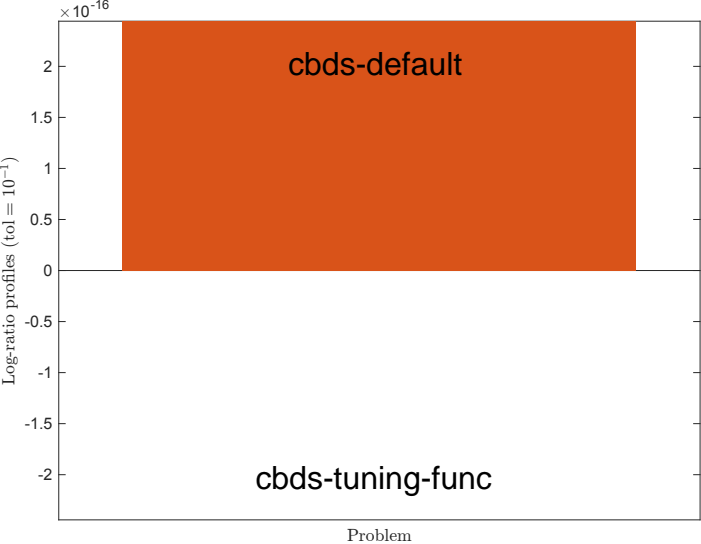 ×10⁻¹⁶
2
1.5
1
0.5
0
-0.5
-1
-1.5
-2
Log-ratio profiles (tol = 10⁻¹)
cbds-default
cbds-tuning-func
Problem